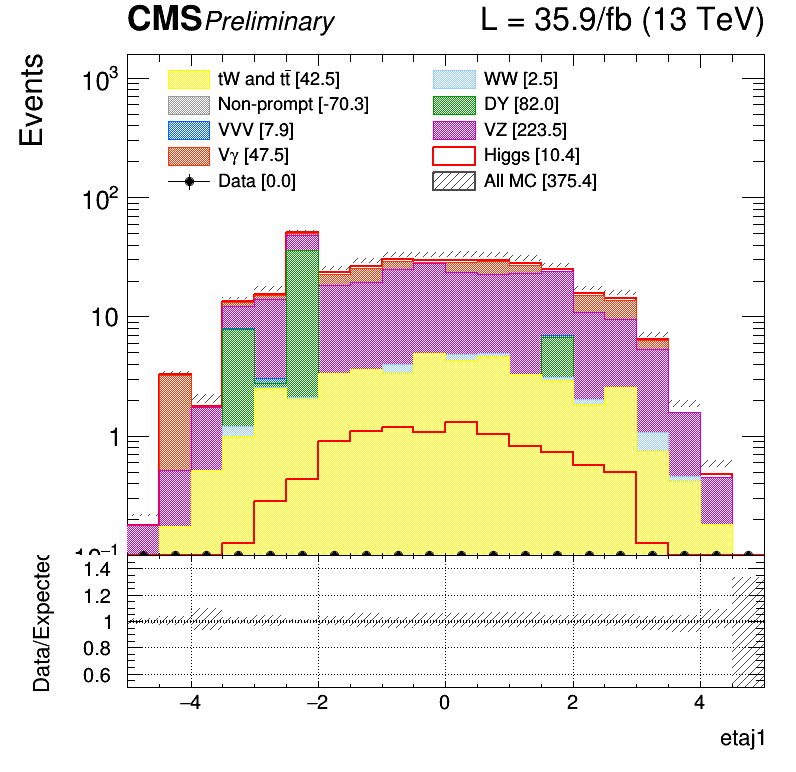 CMS Preliminary L = 35.9/fb (13 TeV)
Events
10³
10²
10
1
10⁻¹
tW and tt̄ [42.5]
Non-prompt [-70.3]
VVV [7.9]
Vγ [47.5]
Data [0.0]
WW [2.5]
DY [82.0]
VZ [223.5]
Higgs [10.4]
All MC [375.4]
Data/Expected
1.4
1.2
1
0.8
0.6
−4 −2 0 2 4
etaj1